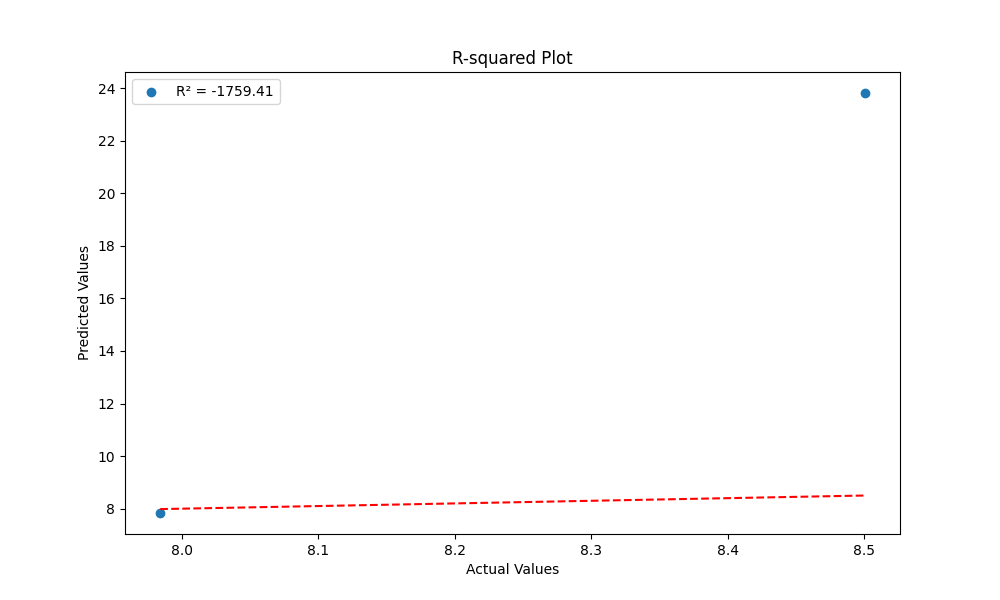 R-squared Plot
R² = -1759.41
24
22
20
18
16
14
12
10
8
Predicted Values
8.0 8.1 8.2 8.3 8.4 8.5
Actual Values